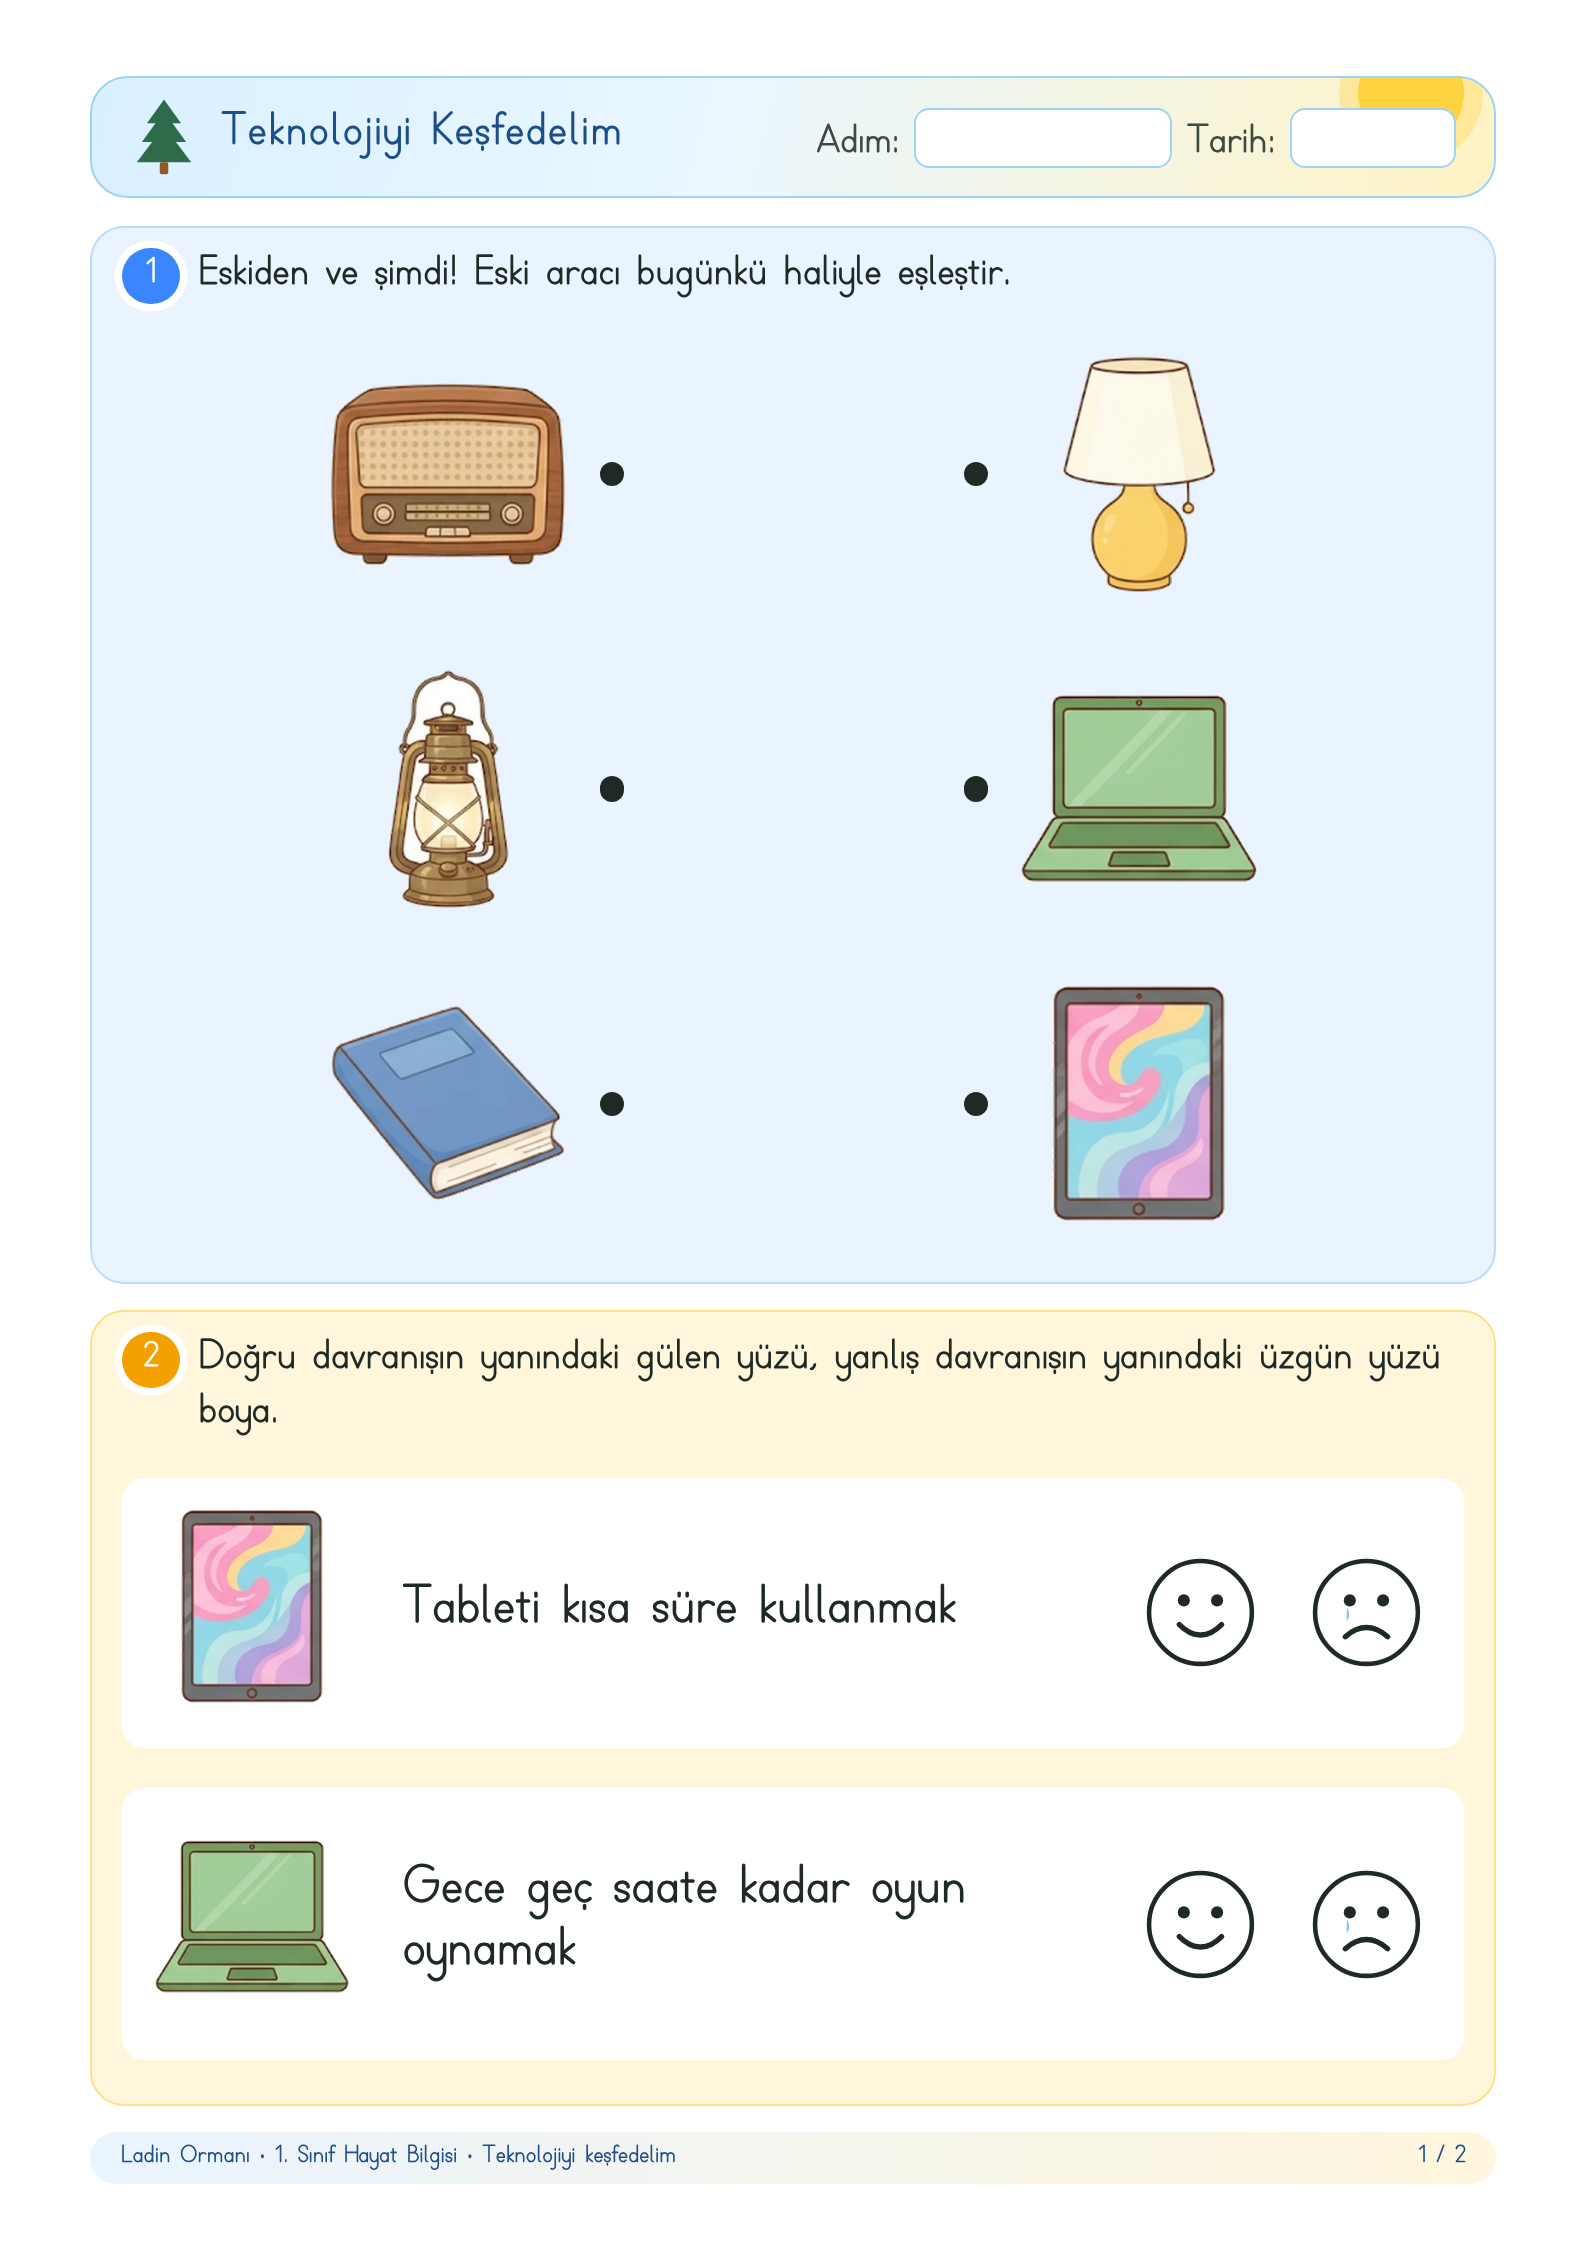 Teknolojiyi Keşfedelim
Adım:
Tarih:
1
Eskiden ve şimdi! Eski aracı bugünkü haliyle eşleştir.
2
Doğru davranışın yanındaki gülen yüzü, yanlış davranışın yanındaki üzgün yüzü
boya.
Tableti kısa süre kullanmak
Gece geç saate kadar oyun
oynamak
Ladin Ormanı • 1. Sınıf Hayat Bilgisi • Teknolojiyi keşfedelim
1 / 2